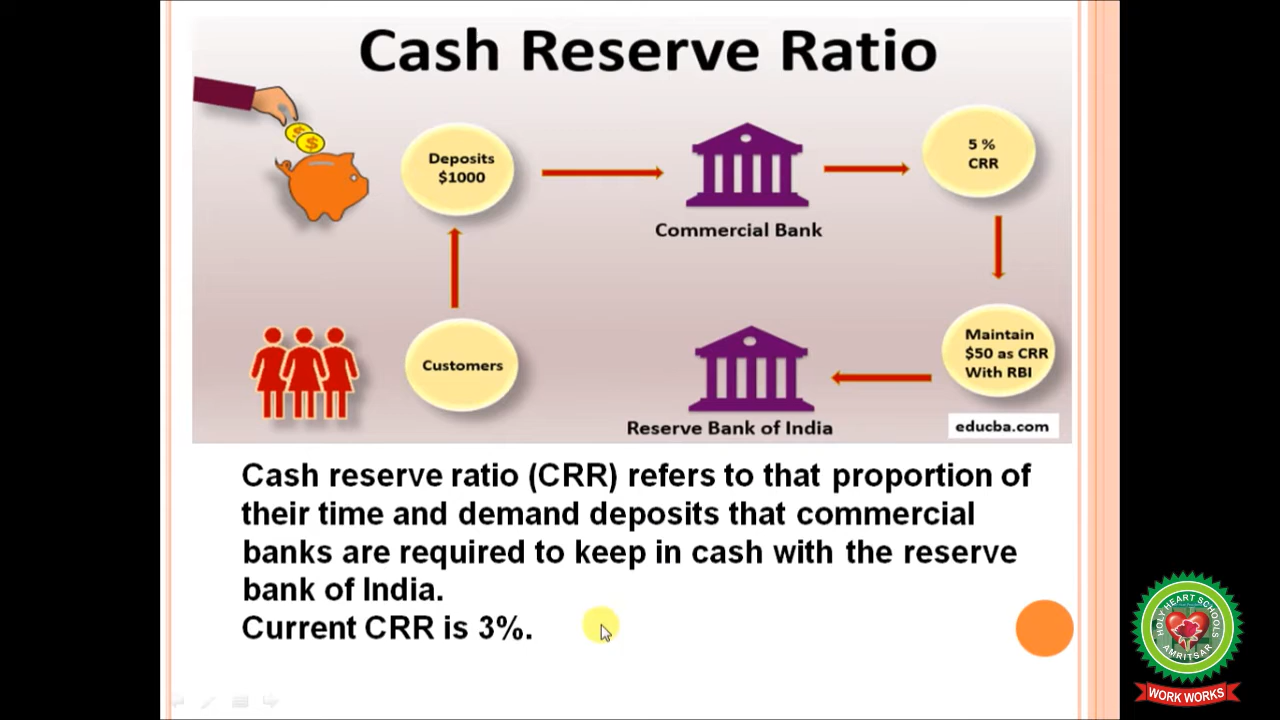 Cash Reserve Ratio
Deposits
$1000
Commercial Bank
5 %
CRR
Customers
Reserve Bank of India
Maintain
$50 as CRR
With RBI
educba.com
Cash reserve ratio (CRR) refers to that proportion of
their time and demand deposits that commercial
banks are required to keep in cash with the reserve
bank of India.
Current CRR is 3%.
HOLY HEART SCHOOLS
AMRITSAR
WORK WORKS